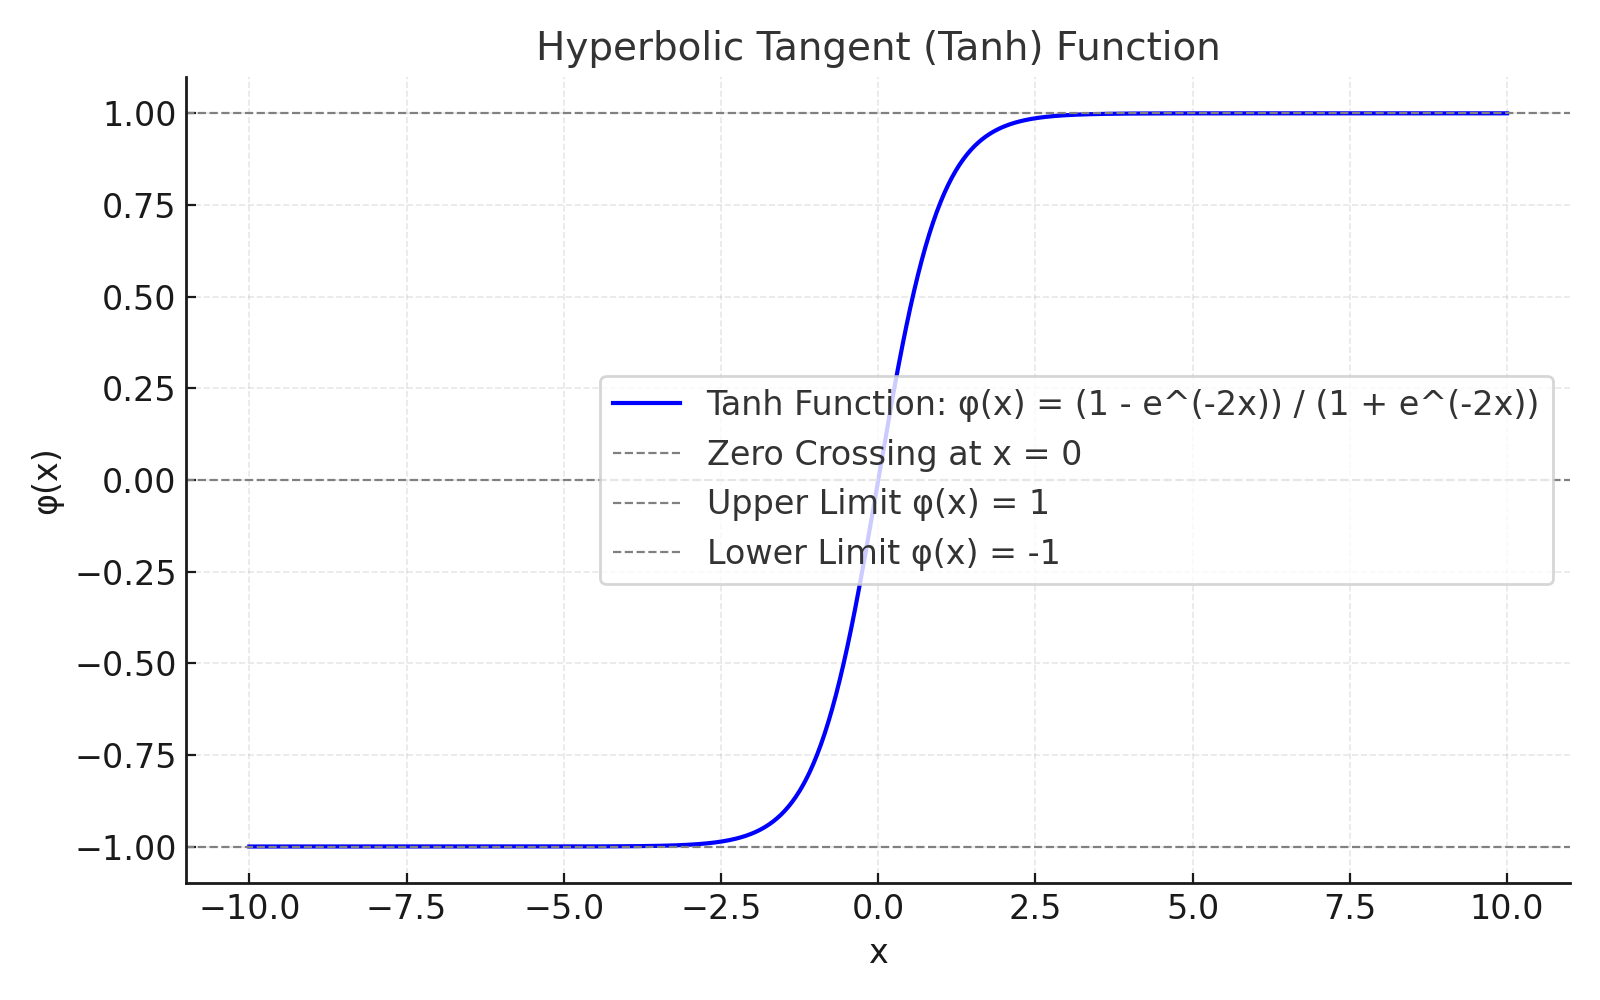 Hyperbolic Tangent (Tanh) Function
1.00
0.75
0.50
0.25
0.00
−0.25
−0.50
−0.75
−1.00
φ(x)
Tanh Function: φ(x) = (1 - e^(-2x)) / (1 + e^(-2x))
Zero Crossing at x = 0
Upper Limit φ(x) = 1
Lower Limit φ(x) = -1
−10.0 −7.5 −5.0 −2.5 0.0 2.5 5.0 7.5 10.0
x